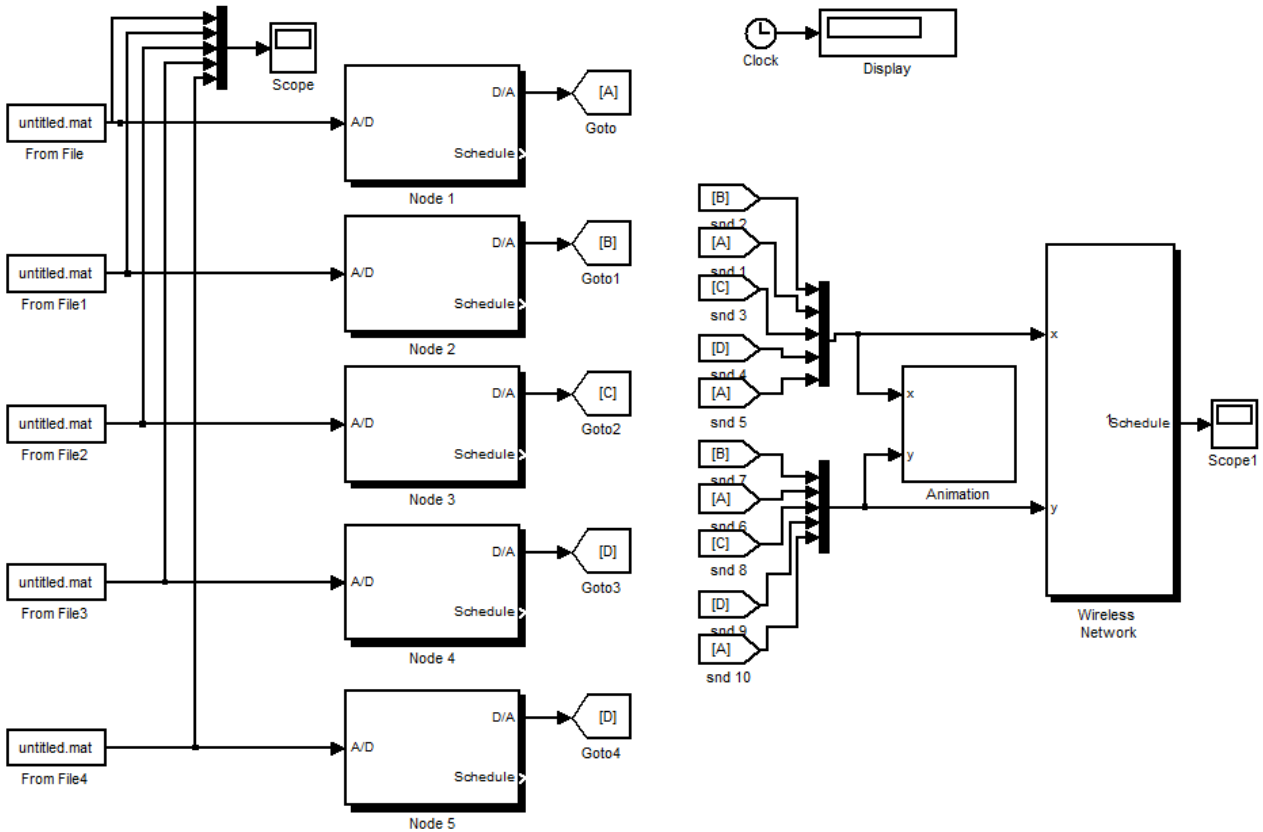 Scope
untitled.mat
From File
A/D
D/A
Schedule
Node 1
[A]
Goto
untitled.mat
From File1
A/D
D/A
Schedule
Node 2
[B]
Goto1
untitled.mat
From File2
A/D
D/A
Schedule
Node 3
[C]
Goto2
untitled.mat
From File3
A/D
D/A
Schedule
Node 4
[D]
Goto3
untitled.mat
From File4
A/D
D/A
Schedule
Node 5
[D]
Goto4
Clock
Display
[B]
snd 2
[A]
snd 1
[C]
snd 3
[D]
snd 4
[A]
snd 5
[B]
snd 7
[A]
snd 6
[C]
snd 8
[D]
snd 9
[A]
snd 10
x
y
Animation
x
y
1
Schedule
Wireless
Network
Scope1